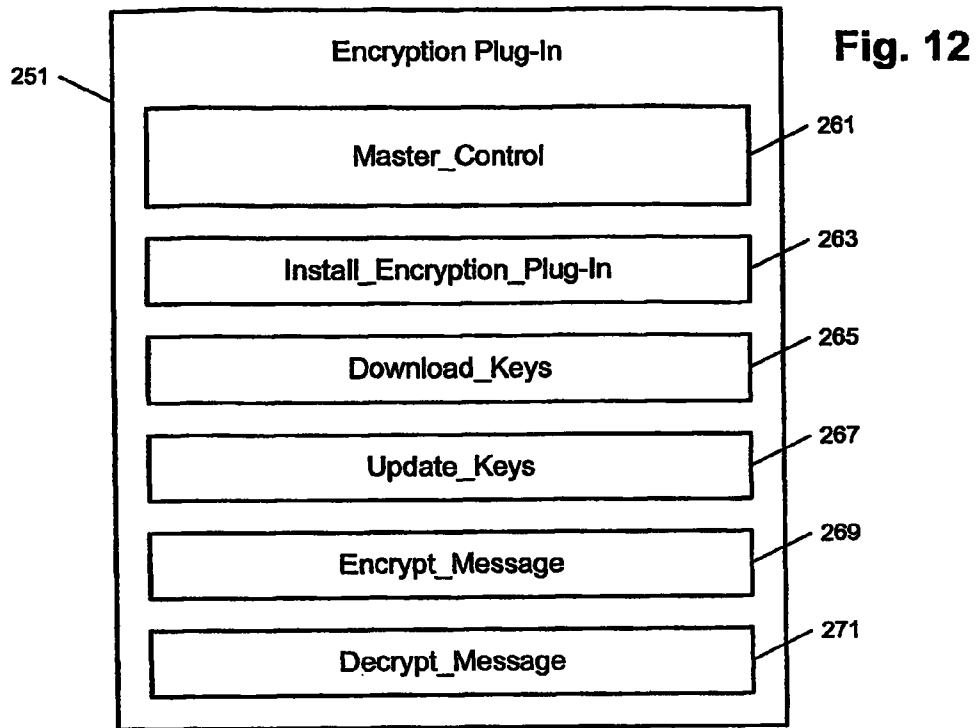 Fig. 12
Encryption Plug-In
251
Master_Control
261
Install_Encryption_Plug-In
263
Download_Keys
265
Update_Keys
267
Encrypt_Message
269
Decrypt_Message
271